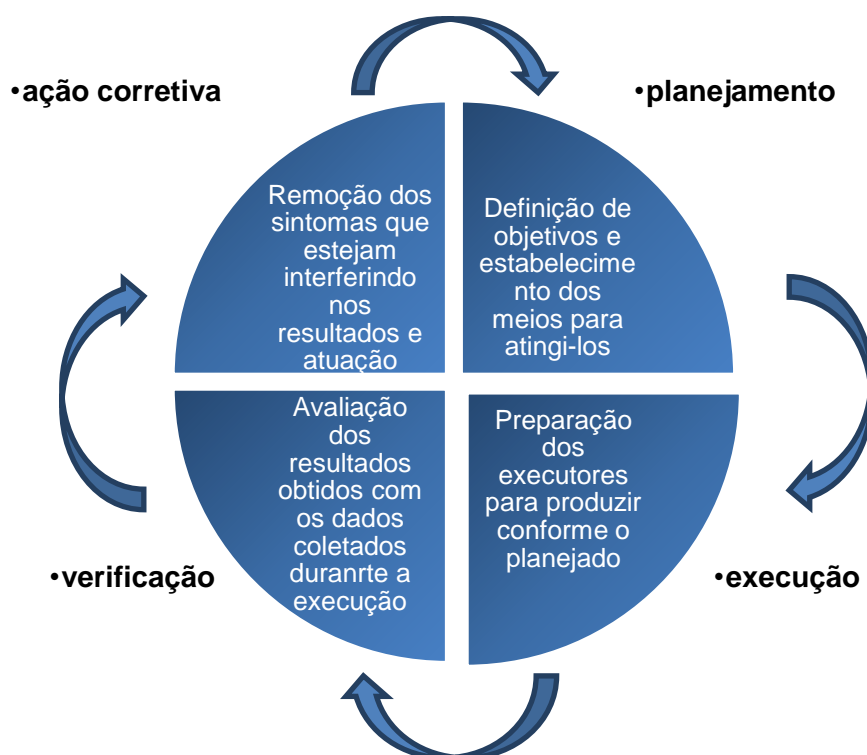 •ação corretiva
•planejamento
Remoção dos
sintomas que
estejam
interferindo
nos
resultados e
atuação
Definição de
objetivos e
estabelecime
nto dos
meios para
atingi-los
Avaliação
dos
resultados
obtidos com
os dados
coletados
duranrte a
execução
Preparação
dos
executores
para produzir
conforme o
planejado
•verificação
•execução